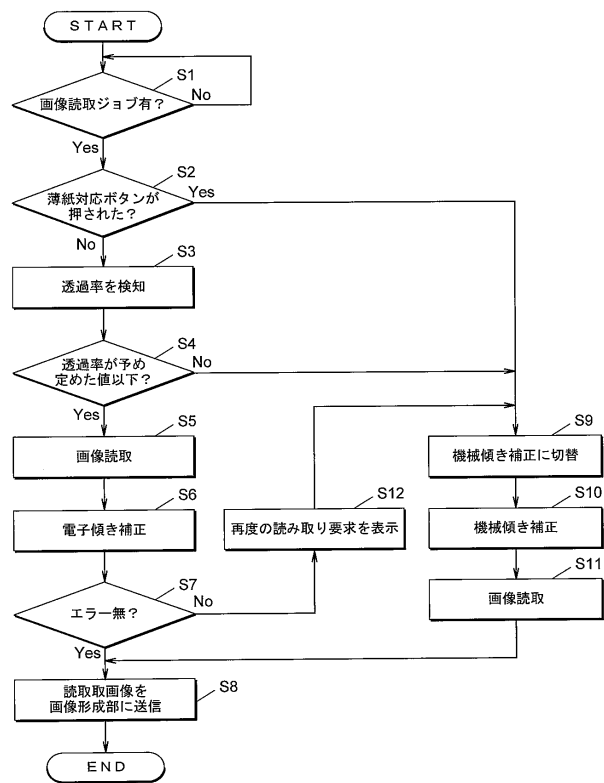 START
S1
画像読取ジョブ有？
No
Yes
S2
薄紙対応ボタンが
押された？
Yes
No
S3
透過率を検知
S4
透過率が予め
定めた値以下？
No
Yes
S5
画像読取
S6
電子傾き補正
S7
エラー無？
No
Yes
S8
読取取画像を
画像形成部に送信
END
S12
再度の読み取り要求を表示
S9
機械傾き補正に切替
S10
機械傾き補正
S11
画像読取